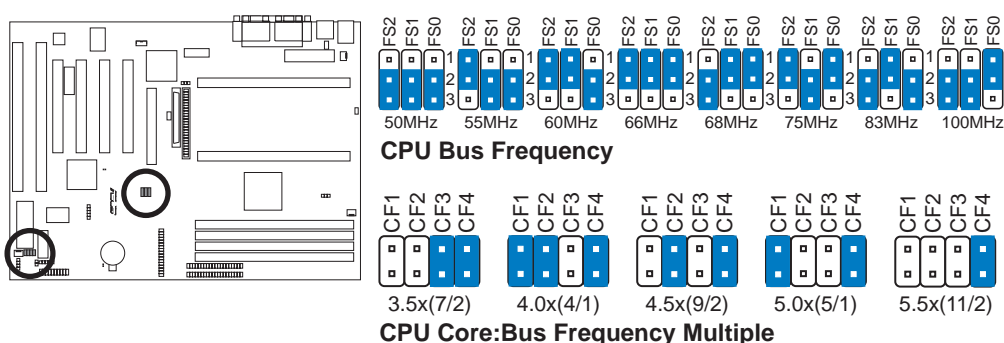 FS2 FS1 FS0 FS2 FS1 FS0 FS2 FS1 FS0 FS2 FS1 FS0 FS2 FS1 FS0 FS2 FS1 FS0 FS2 FS1 FS0 FS2 FS1 FS0
1 1 1 1 1 1 1
2 2 2 2 2 2 2
3 3 3 3 3 3 3
50MHz 55MHz 60MHz 66MHz 68MHz 75MHz 83MHz 100MHz
CPU Bus Frequency
CF1 CF2 CF3 CF4 CF1 CF2 CF3 CF4 CF1 CF2 CF3 CF4 CF1 CF2 CF3 CF4 CF1 CF2 CF3 CF4
3.5x(7/2) 4.0x(4/1) 4.5x(9/2) 5.0x(5/1) 5.5x(11/2)
CPU Core:Bus Frequency Multiple